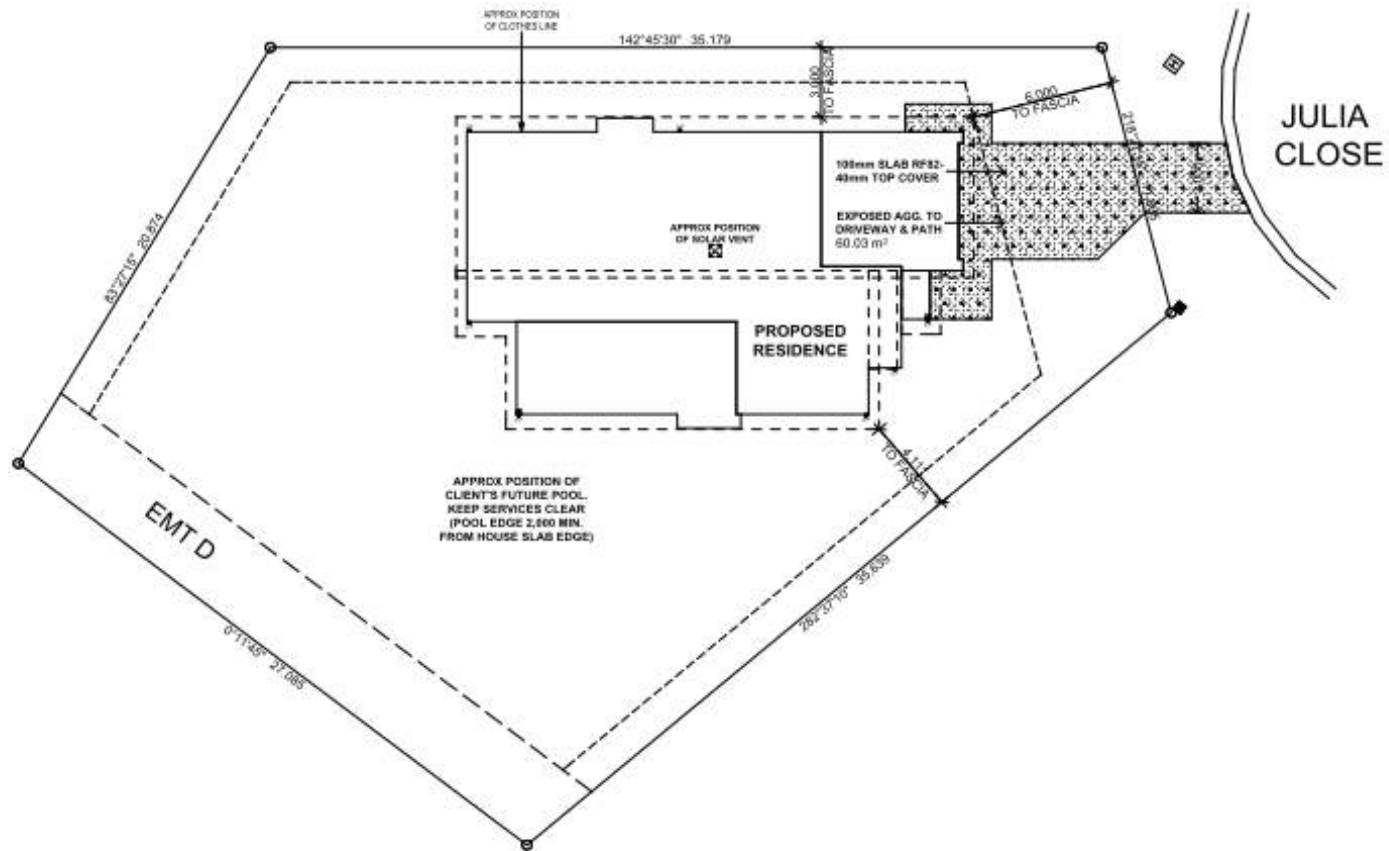 APPROX POSITION
OF CLOTHES LINE
142°45'30" 35.179
3.000
TO FASCIA
6.000
TO FASCIA
JULIA
CLOSE
H
100mm SLAB RF82-
40mm TOP COVER
EXPOSED AGG. TO
DRIVEWAY & PATH
60.03 m²
APPROX POSITION
OF SOLAR VENT
63°27'15" 20.874
PROPOSED
RESIDENCE
TO FASCIA
APPROX POSITION OF
CLIENT'S FUTURE POOL.
KEEP SERVICES CLEAR
(POOL EDGE 2,000 MIN.
FROM HOUSE SLAB EDGE)
EMT D
282°37'10" 35.639
0°11'45" 27.085